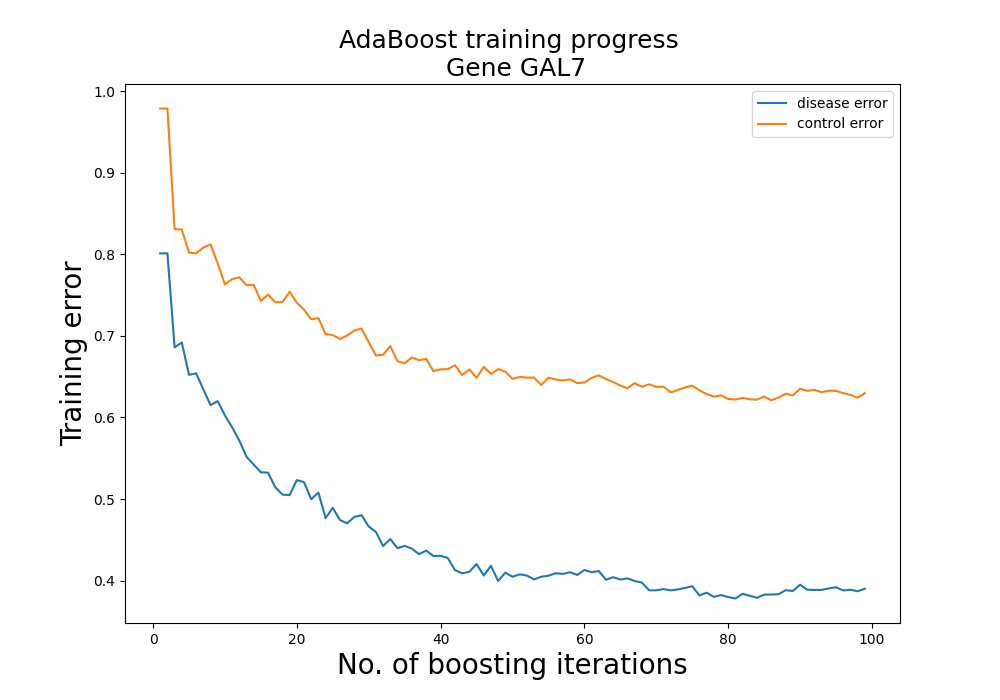 AdaBoost training progress
Gene GAL7
disease error
control error
Training error
1.0
0.9
0.8
0.7
0.6
0.5
0.4
0
20
40
60
80
100
No. of boosting iterations